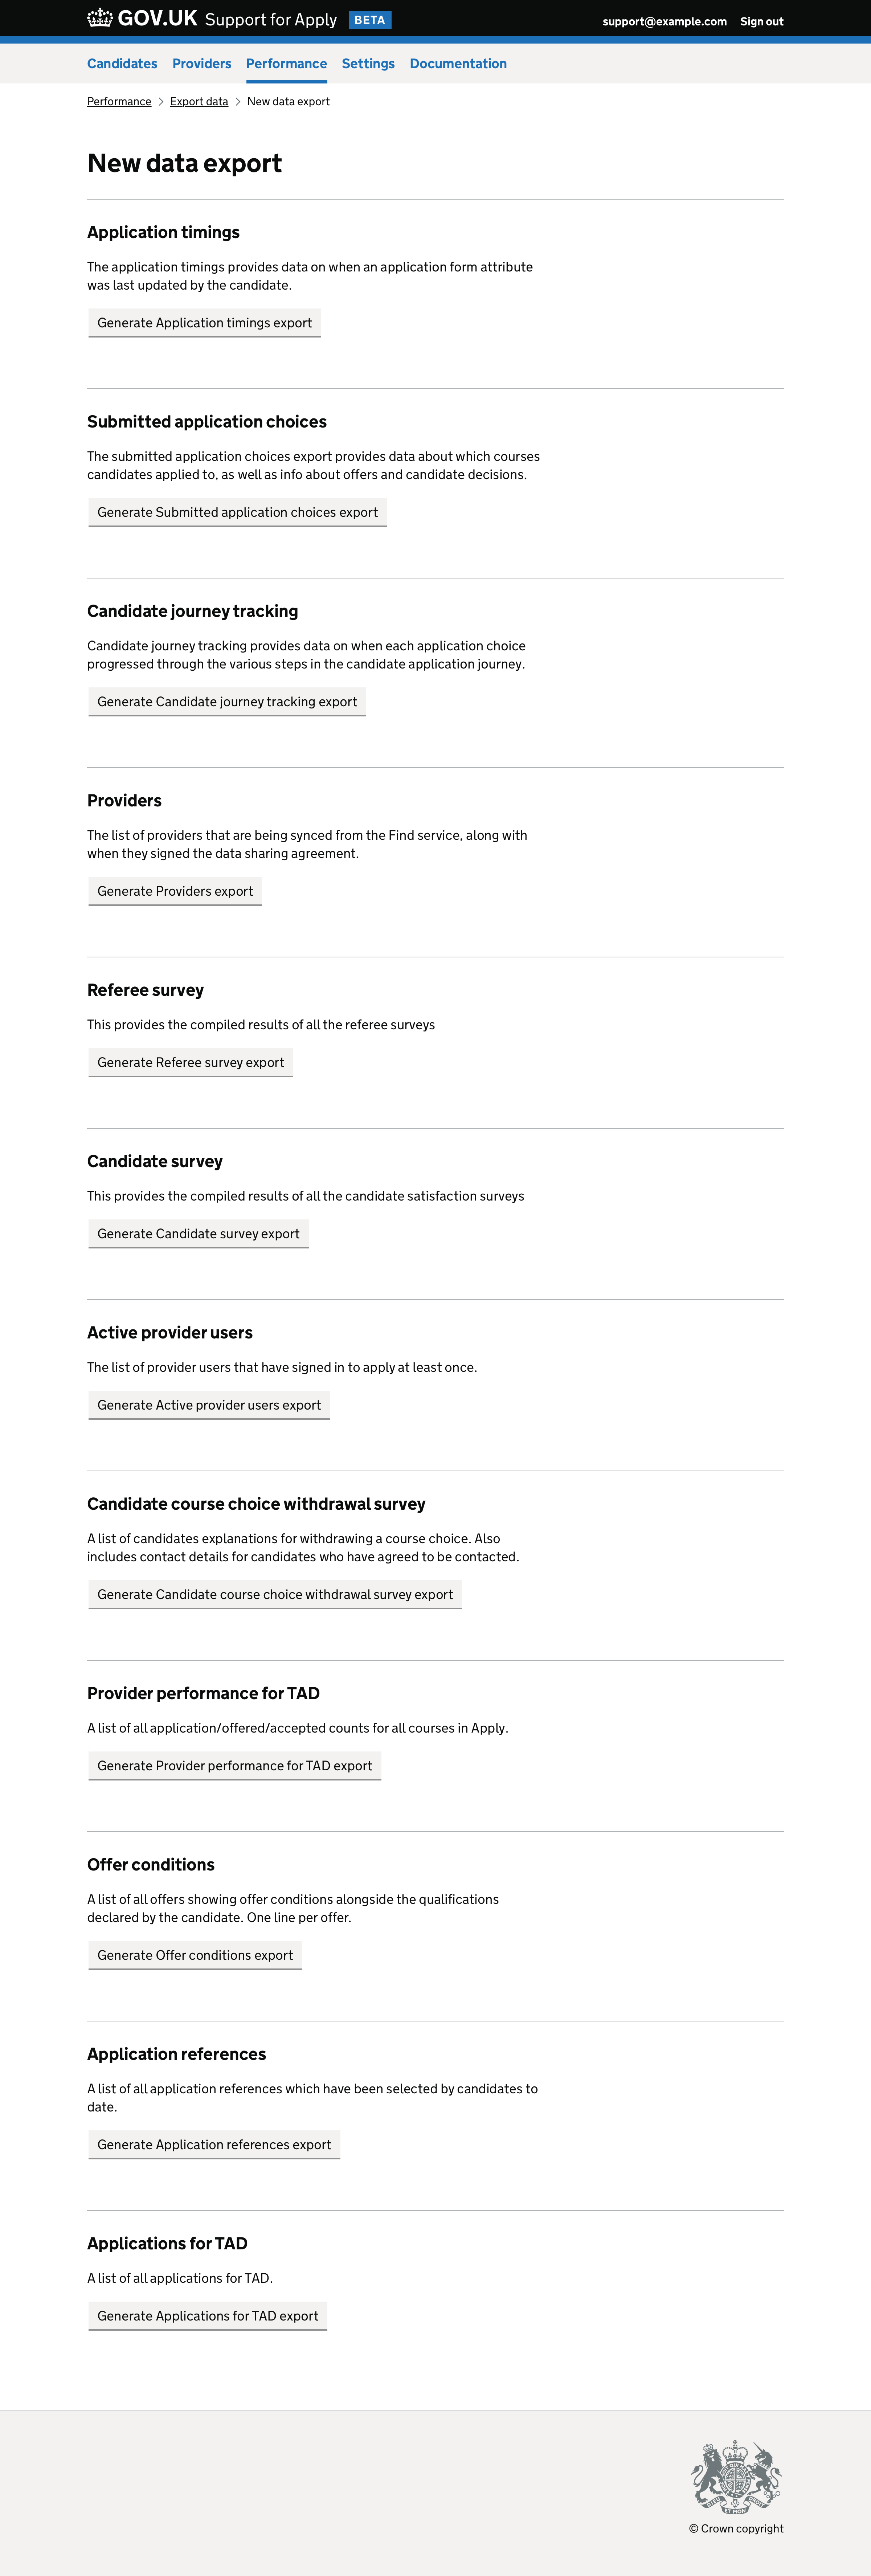 GOV.UK Support for Apply BETA support@example.com Sign out
Candidates Providers Performance Settings Documentation
Performance Export data New data export
New data export
Application timings
The application timings provides data on when an application form attribute
was last updated by the candidate.
Generate Application timings export
Submitted application choices
The submitted application choices export provides data about which courses
candidates applied to, as well as info about offers and candidate decisions.
Generate Submitted application choices export
Candidate journey tracking
Candidate journey tracking provides data on when each application choice
progressed through the various steps in the candidate application journey.
Generate Candidate journey tracking export
Providers
The list of providers that are being synced from the Find service, along with
when they signed the data sharing agreement.
Generate Providers export
Referee survey
This provides the compiled results of all the referee surveys
Generate Referee survey export
Candidate survey
This provides the compiled results of all the candidate satisfaction surveys
Generate Candidate survey export
Active provider users
The list of provider users that have signed in to apply at least once.
Generate Active provider users export
Candidate course choice withdrawal survey
A list of candidates explanations for withdrawing a course choice. Also
includes contact details for candidates who have agreed to be contacted.
Generate Candidate course choice withdrawal survey export
Provider performance for TAD
A list of all application/offered/accepted counts for all courses in Apply.
Generate Provider performance for TAD export
Offer conditions
A list of all offers showing offer conditions alongside the qualifications
declared by the candidate. One line per offer.
Generate Offer conditions export
Application references
A list of all application references which have been selected by candidates to
date.
Generate Application references export
Applications for TAD
A list of all applications for TAD.
Generate Applications for TAD export
© Crown copyright